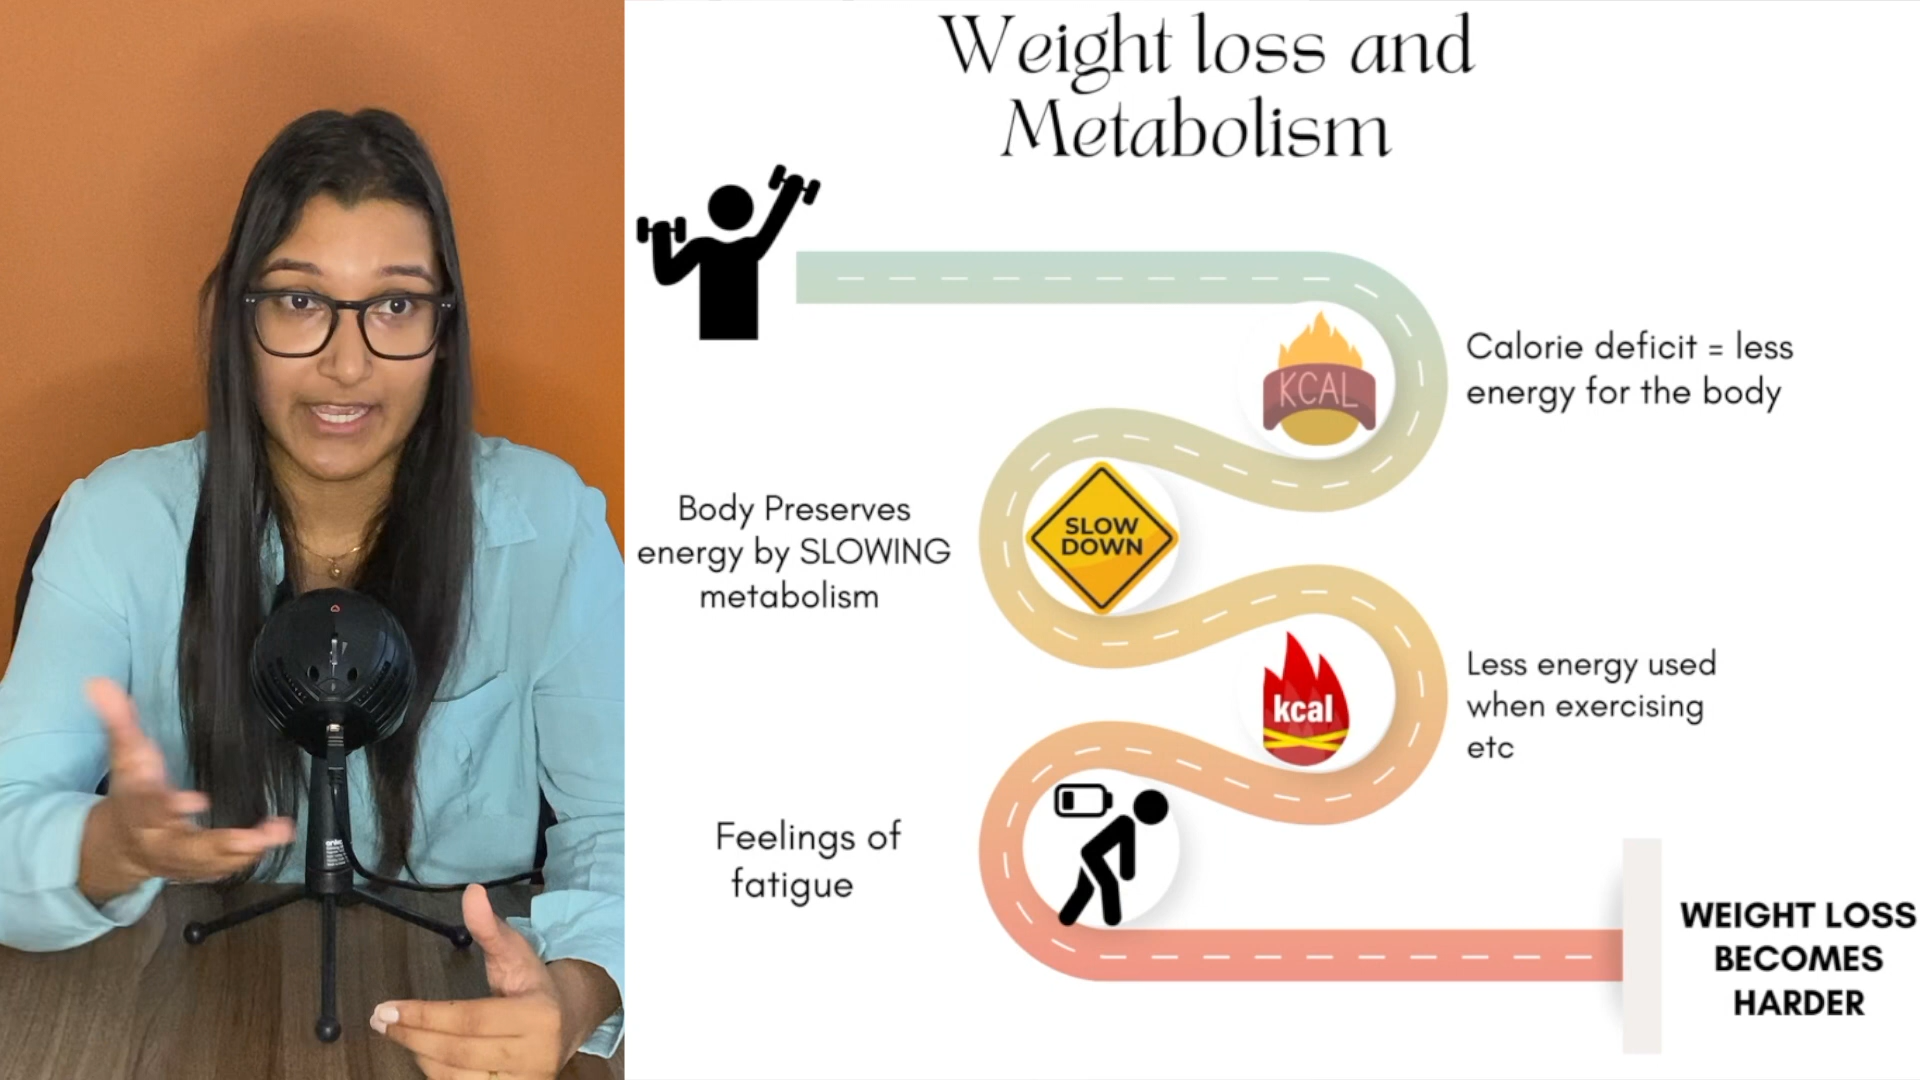 Weight loss and
Metabolism
KCAL
Calorie deficit = less
energy for the body
SLOW
DOWN
Body Preserves
energy by SLOWING
metabolism
kcal
Less energy used
when exercising
etc
Feelings of
fatigue
WEIGHT LOSS
BECOMES
HARDER